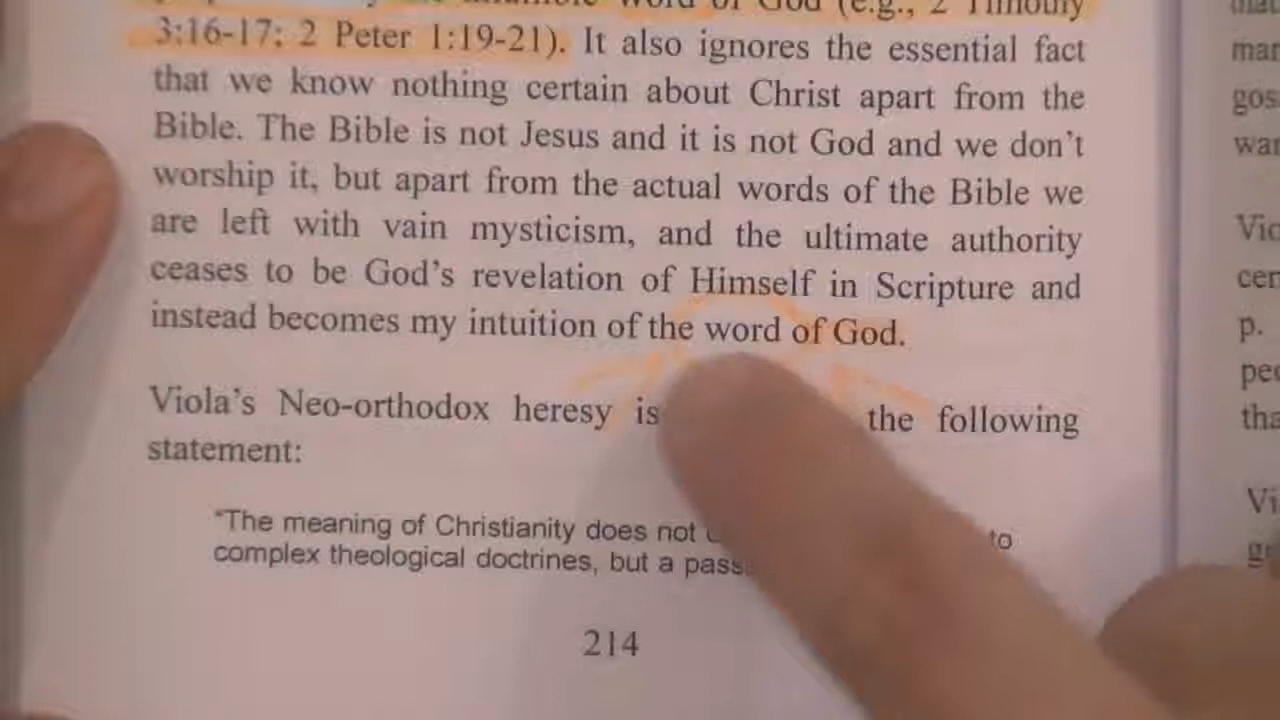 word of God (e.g., 2 Timothy
3:16-17; 2 Peter 1:19-21). It also ignores the essential fact
that we know nothing certain about Christ apart from the
Bible. The Bible is not Jesus and it is not God and we don't
worship it, but apart from the actual words of the Bible we
are left with vain mysticism, and the ultimate authority
ceases to be God's revelation of Himself in Scripture and
instead becomes my intuition of the word of God.
Viola's Neo-orthodox heresy is the following
statement:
"The meaning of Christianity does not to
complex theological doctrines, but a
214